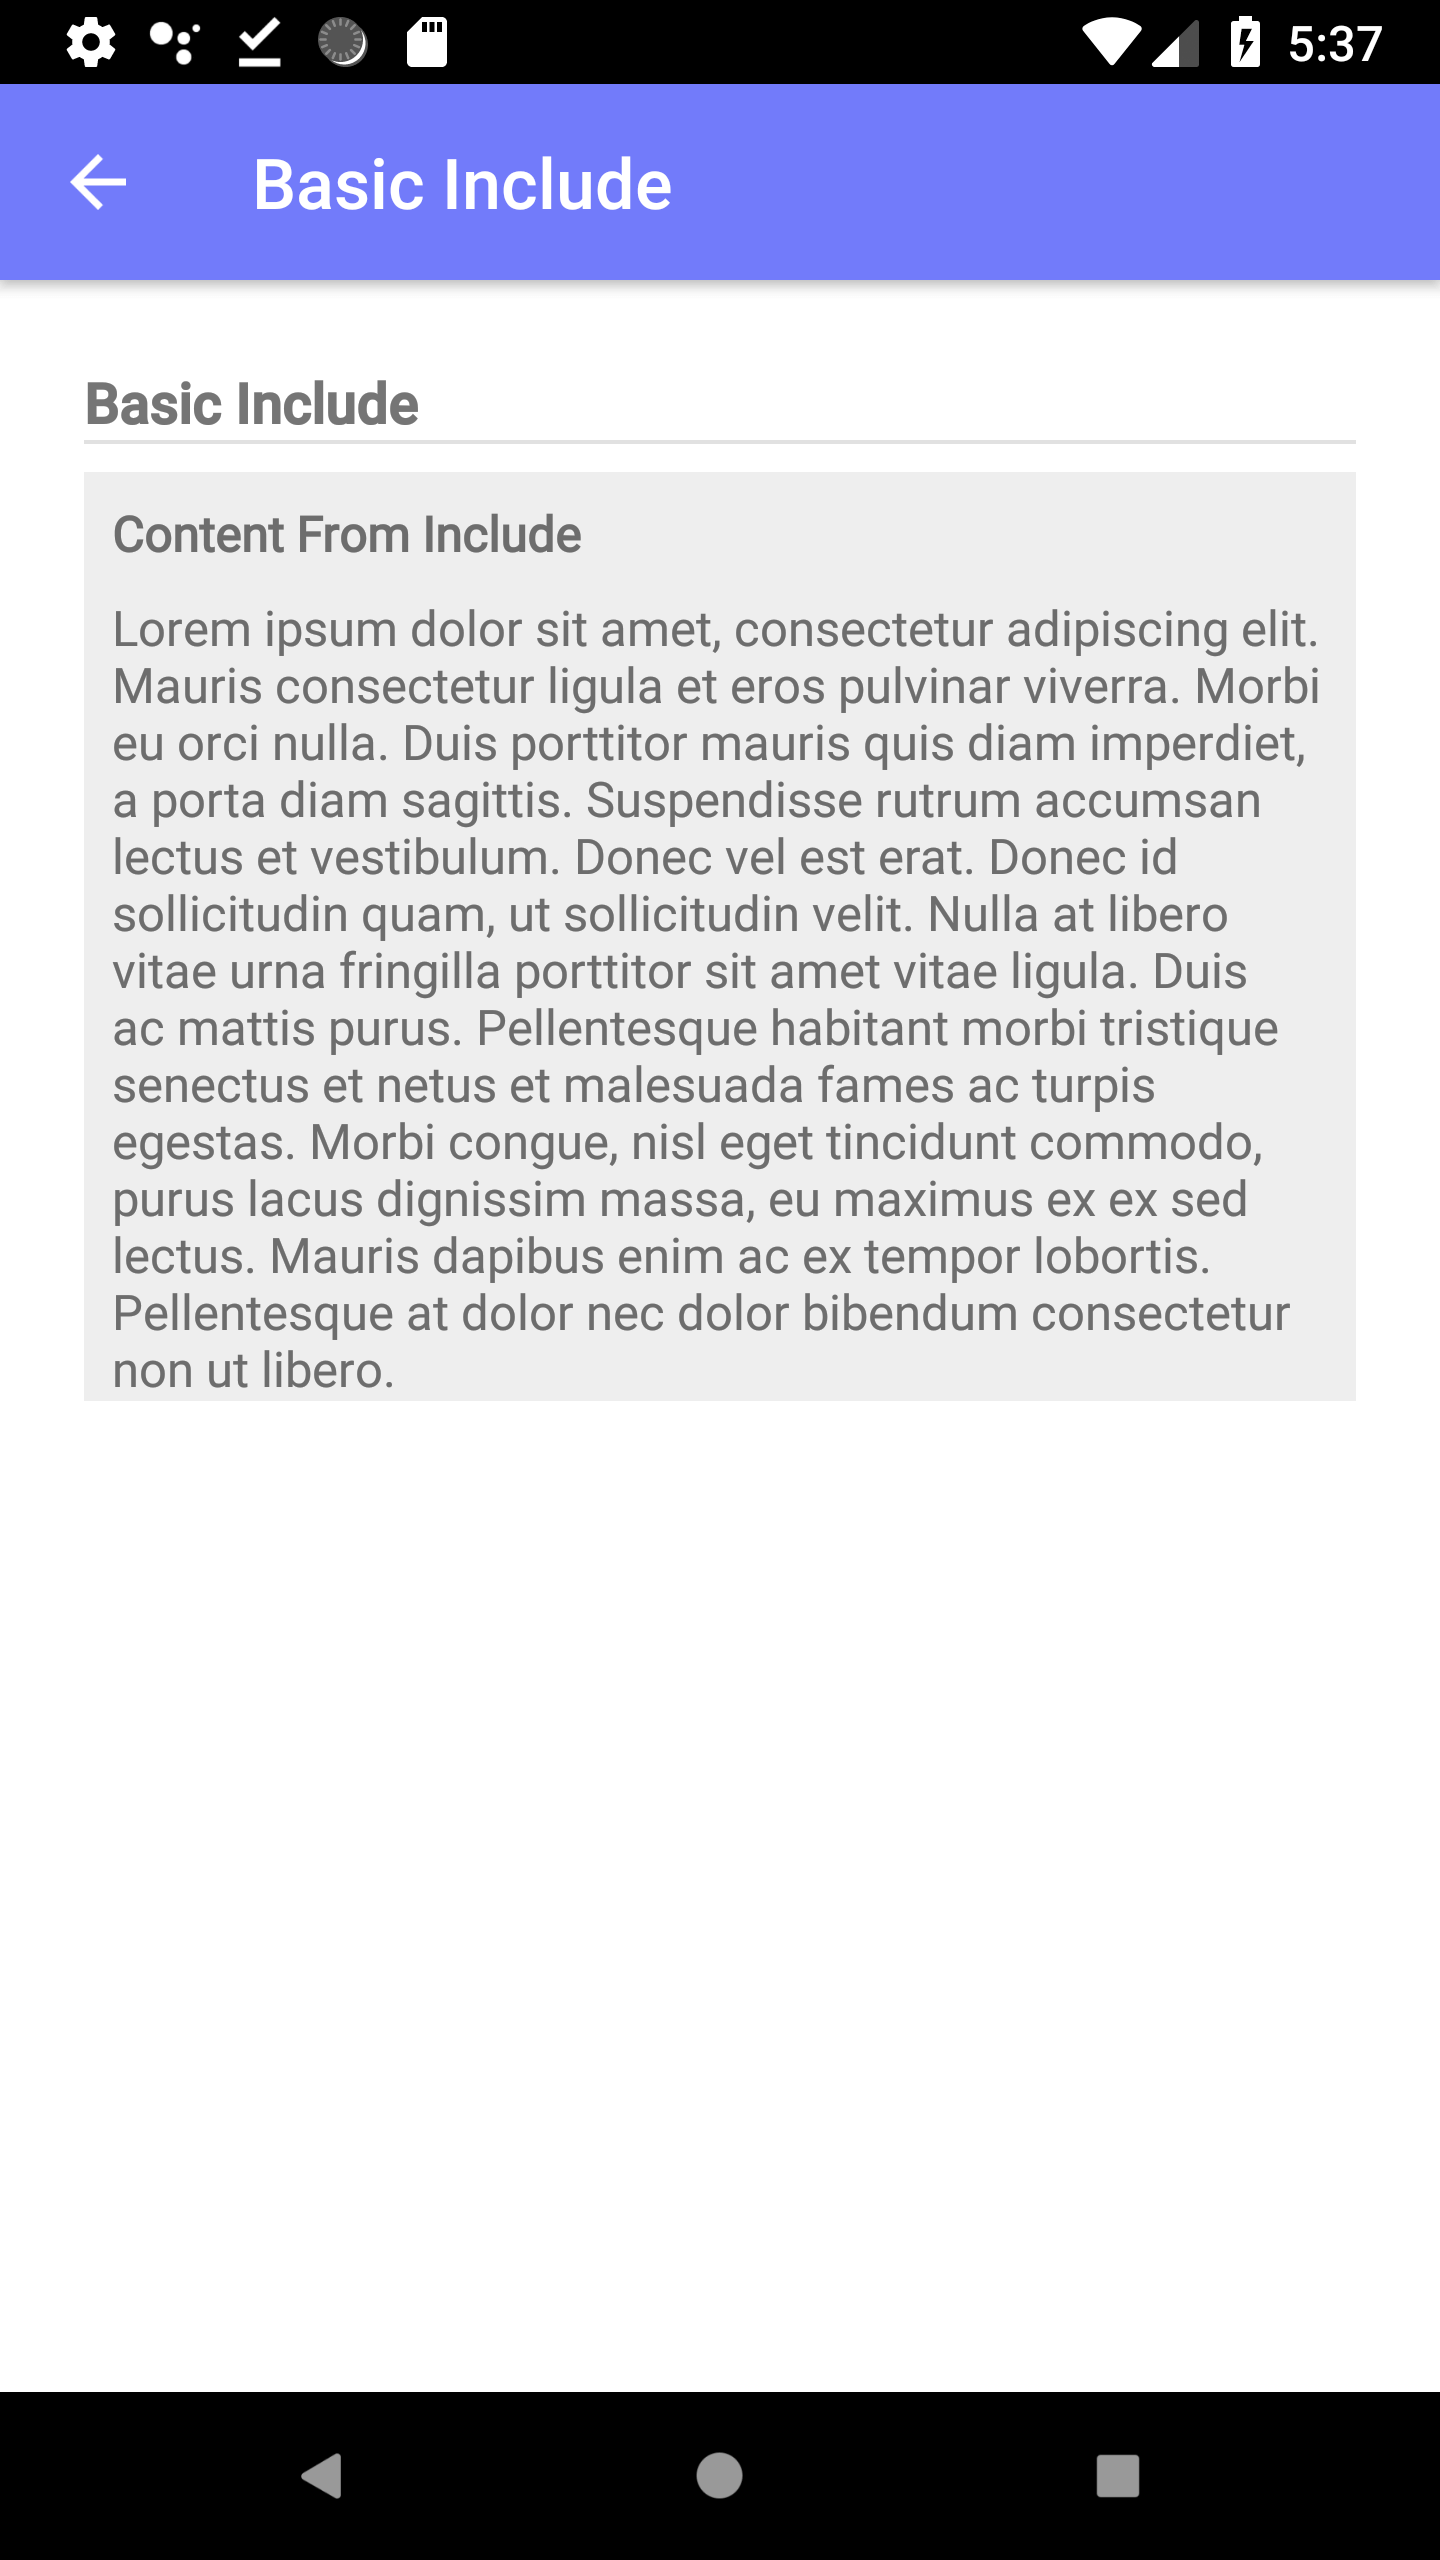 5:37
Basic Include
Basic Include
Content From Include
Lorem ipsum dolor sit amet, consectetur adipiscing elit.
Mauris consectetur ligula et eros pulvinar viverra. Morbi
eu orci nulla. Duis porttitor mauris quis diam imperdiet,
a porta diam sagittis. Suspendisse rutrum accumsan
lectus et vestibulum. Donec vel est erat. Donec id
sollicitudin quam, ut sollicitudin velit. Nulla at libero
vitae urna fringilla porttitor sit amet vitae ligula. Duis
ac mattis purus. Pellentesque habitant morbi tristique
senectus et netus et malesuada fames ac turpis
egestas. Morbi congue, nisl eget tincidunt commodo,
purus lacus dignissim massa, eu maximus ex ex sed
lectus. Mauris dapibus enim ac ex tempor lobortis.
Pellentesque at dolor nec dolor bibendum consectetur
non ut libero.